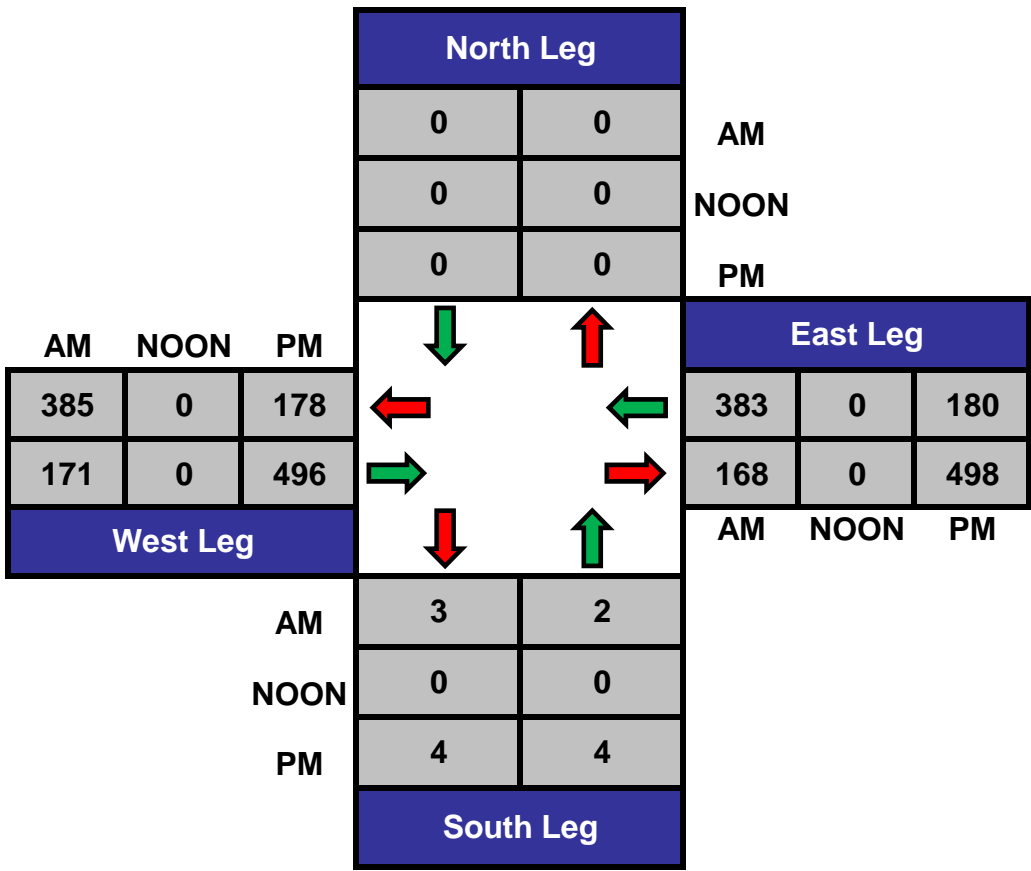 North Leg
0 0 AM
0 0 NOON
0 0 PM
East Leg
AM NOON PM
385 0 178 383 0 180
171 0 496 168 0 498
West Leg AM NOON PM
AM 3 2
NOON 0 0
PM 4 4
South Leg